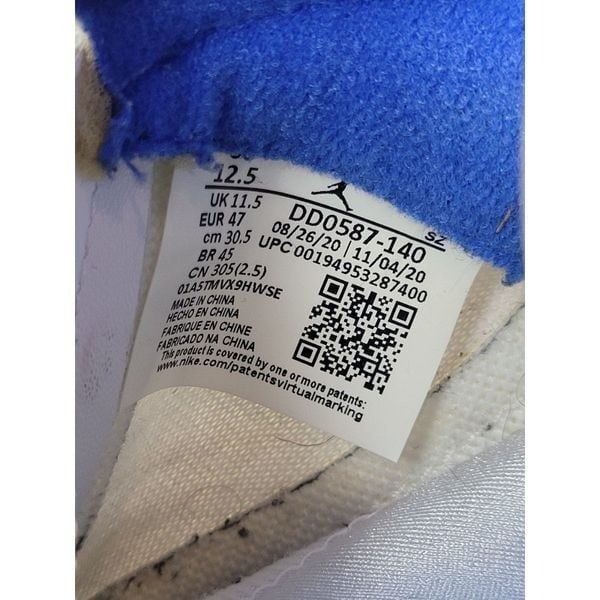 12.5
UK 11.5
EUR 47
cm 30.5
BR 45
CN 305(2.5)
01A5TMVX9HWSE
MADE IN CHINA
HECHO EN CHINA
FABRIQUE EN CHINE
FABRICADO NA CHINA
This product is covered by one or more patents:
www.nike.com/patentsvirtualmarking
DD0587-140
SZ
08/26/20 | 11/04/20
UPC 00194953287400